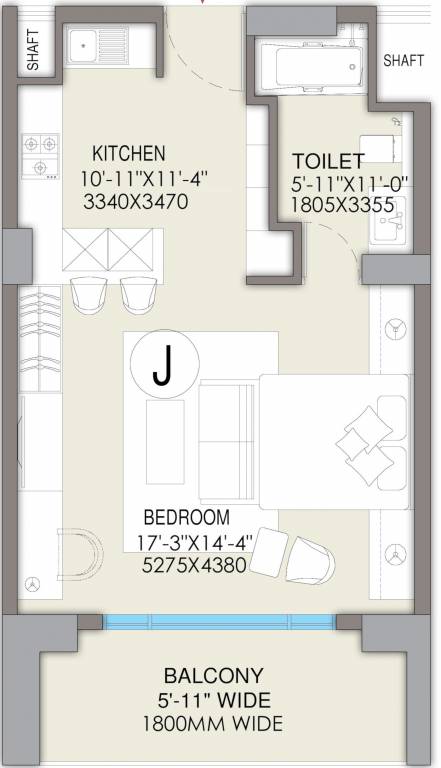 SHAFT
SHAFT
KITCHEN
10'-11"X11'-4"
3340X3470
TOILET
5'-11"X11'-0"
1805X3355
J
BEDROOM
17'-3"X14'-4"
5275X4380
BALCONY
5'-11" WIDE
1800MM WIDE